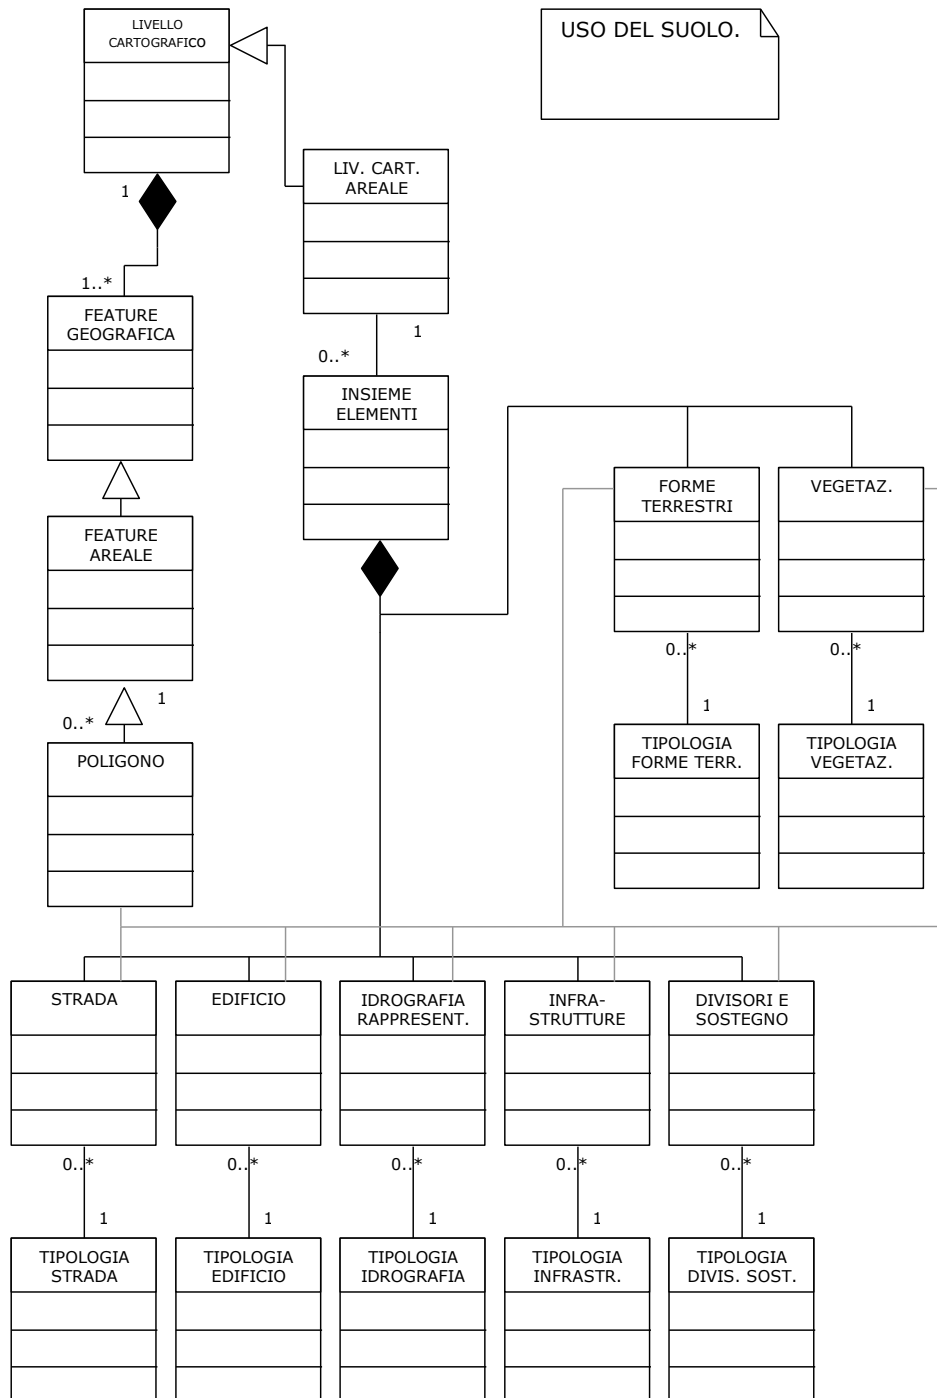 LIVELLO
CARTOGRAFICO
USO DEL SUOLO.
LIV. CART.
AREALE
1
1..*
FEATURE
GEOGRAFICA
1
0..*
INSIEME
ELEMENTI
FORME
TERRESTRI
VEGETAZ.
FEATURE
AREALE
0..*
0..*
1
0..*
1
1
POLIGONO
TIPOLOGIA
FORME TERR.
TIPOLOGIA
VEGETAZ.
STRADA
EDIFICIO
IDROGRAFIA
RAPPRESENT.
INFRA-
STRUTTURE
DIVISORI E
SOSTEGNO
0..*
0..*
0..*
0..*
0..*
1
1
1
1
1
TIPOLOGIA
STRADA
TIPOLOGIA
EDIFICIO
TIPOLOGIA
IDROGRAFIA
TIPOLOGIA
INFRASTR.
TIPOLOGIA
DIVIS. SOST.